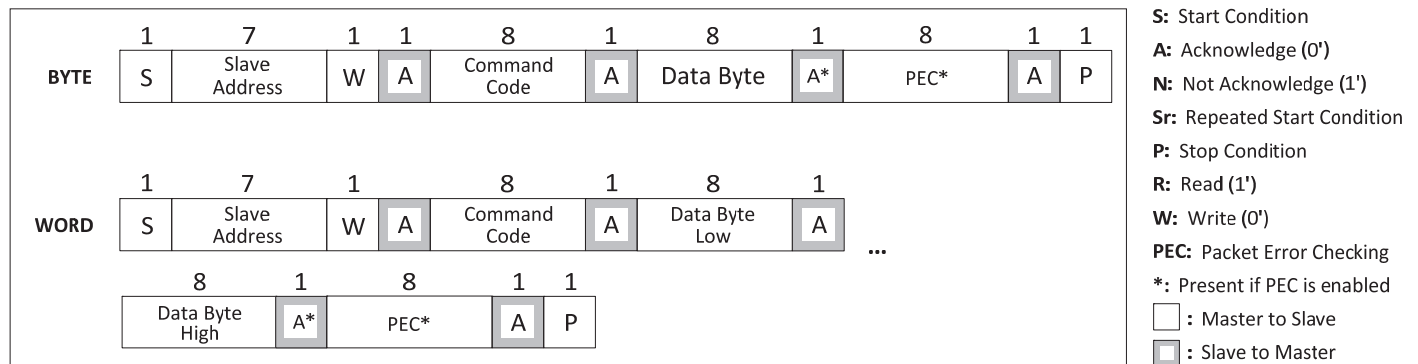 1 7 1 1 8 1 8 1 8 1 1
BYTE S Slave Address W A Command Code A Data Byte A* PEC* A P
1 7 1 8 1 8 1
WORD S Slave Address W A Command Code A Data Byte Low A ...
8 1 8 1 1
Data Byte High A* PEC* A P
S: Start Condition
A: Acknowledge (0')
N: Not Acknowledge (1')
Sr: Repeated Start Condition
P: Stop Condition
R: Read (1')
W: Write (0')
PEC: Packet Error Checking
*: Present if PEC is enabled
: Master to Slave
: Slave to Master